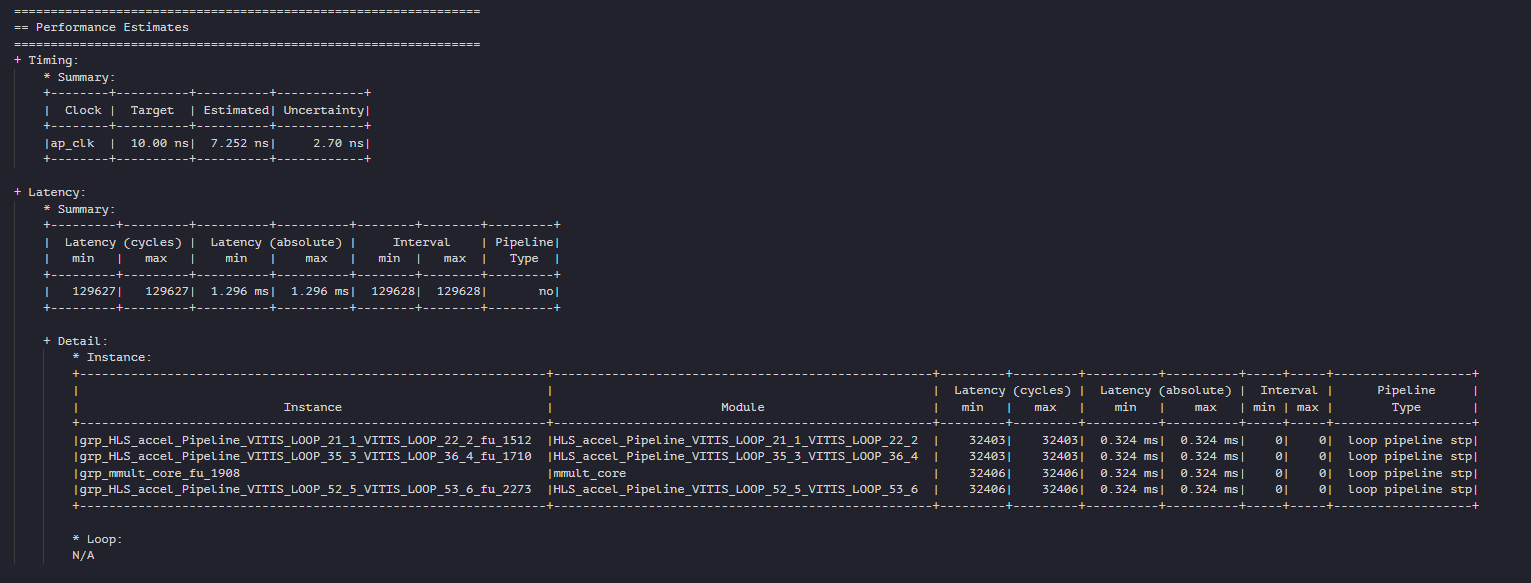 ================================================================
== Performance Estimates
================================================================
+ Timing:
    * Summary:
    +--------+----------+----------+------------+
    |  Clock |  Target  | Estimated| Uncertainty|
    +--------+----------+----------+------------+
    |ap_clk  |  10.00 ns|  7.252 ns|     2.70 ns|
    +--------+----------+----------+------------+
+ Latency:
    * Summary:
    +---------+---------+----------+----------+--------+--------+---------+
    |  Latency (cycles) |  Latency (absolute) |     Interval    | Pipeline|
    |   min   |   max   |    min   |    max   |   min  |   max  |   Type  |
    +---------+---------+----------+----------+--------+--------+---------+
    |   129627|   129627|  1.296 ms|  1.296 ms|  129628|  129628|       no|
    +---------+---------+----------+----------+--------+--------+---------+
    + Detail:
        * Instance:
        +----------------------------------------------------------------+----------------------------------------------------+---------+---------+----------+----------+-----+-----+-------------------+
        |                                                                |                                                    |  Latency (cycles) |  Latency (absolute) |  Interval |      Pipeline     |
        |                            Instance                            |                       Module                       |   min   |   max   |    min   |    max   | min | max |        Type       |
        +----------------------------------------------------------------+----------------------------------------------------+---------+---------+----------+----------+-----+-----+-------------------+
        |grp_HLS_accel_Pipeline_VITIS_LOOP_21_1_VITIS_LOOP_22_2_fu_1512  |HLS_accel_Pipeline_VITIS_LOOP_21_1_VITIS_LOOP_22_2  |    32403|    32403|  0.324 ms|  0.324 ms|    0|    0|  loop pipeline stp|
        |grp_HLS_accel_Pipeline_VITIS_LOOP_35_3_VITIS_LOOP_36_4_fu_1710  |HLS_accel_Pipeline_VITIS_LOOP_35_3_VITIS_LOOP_36_4  |    32403|    32403|  0.324 ms|  0.324 ms|    0|    0|  loop pipeline stp|
        |grp_mmult_core_fu_1908                                          |mmult_core                                          |    32406|    32406|  0.324 ms|  0.324 ms|    0|    0|  loop pipeline stp|
        |grp_HLS_accel_Pipeline_VITIS_LOOP_52_5_VITIS_LOOP_53_6_fu_2273  |HLS_accel_Pipeline_VITIS_LOOP_52_5_VITIS_LOOP_53_6  |    32406|    32406|  0.324 ms|  0.324 ms|    0|    0|  loop pipeline stp|
        +----------------------------------------------------------------+----------------------------------------------------+---------+---------+----------+----------+-----+-----+-------------------+
        * Loop:
        N/A